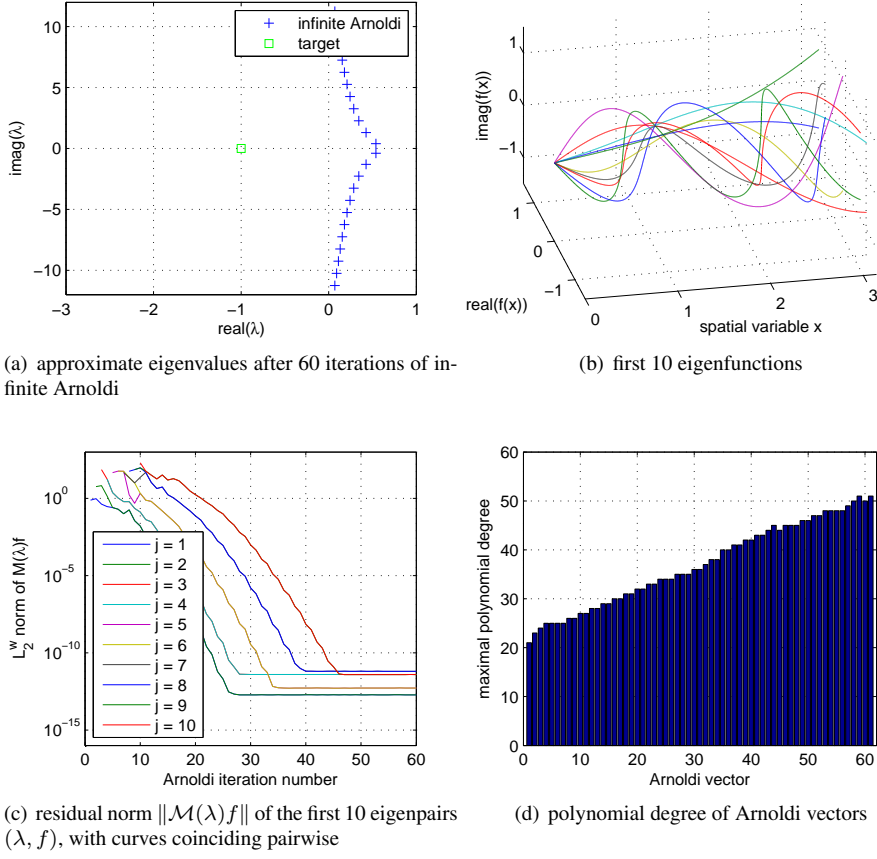 10
5
0
−5
−10
−3
−2
−1
0
1
imag(λ)
real(λ)
infinite Arnoldi
target
(a) approximate eigenvalues after 60 iterations of in-
finite Arnoldi
1
0
−1
imag(f(x))
1
0
−1
real(f(x))
0
1
2
3
spatial variable x
(b) first 10 eigenfunctions
10^0
10^−5
10^−10
10^−15
L_2^w norm of M(λ)f
j = 1
j = 2
j = 3
j = 4
j = 5
j = 6
j = 7
j = 8
j = 9
j = 10
0
10
20
30
40
50
60
Arnoldi iteration number
(c) residual norm ‖M(λ)f‖ of the first 10 eigenpairs
(λ, f), with curves coinciding pairwise
60
50
40
30
20
10
0
maximal polynomial degree
0
10
20
30
40
50
60
Arnoldi vector
(d) polynomial degree of Arnoldi vectors